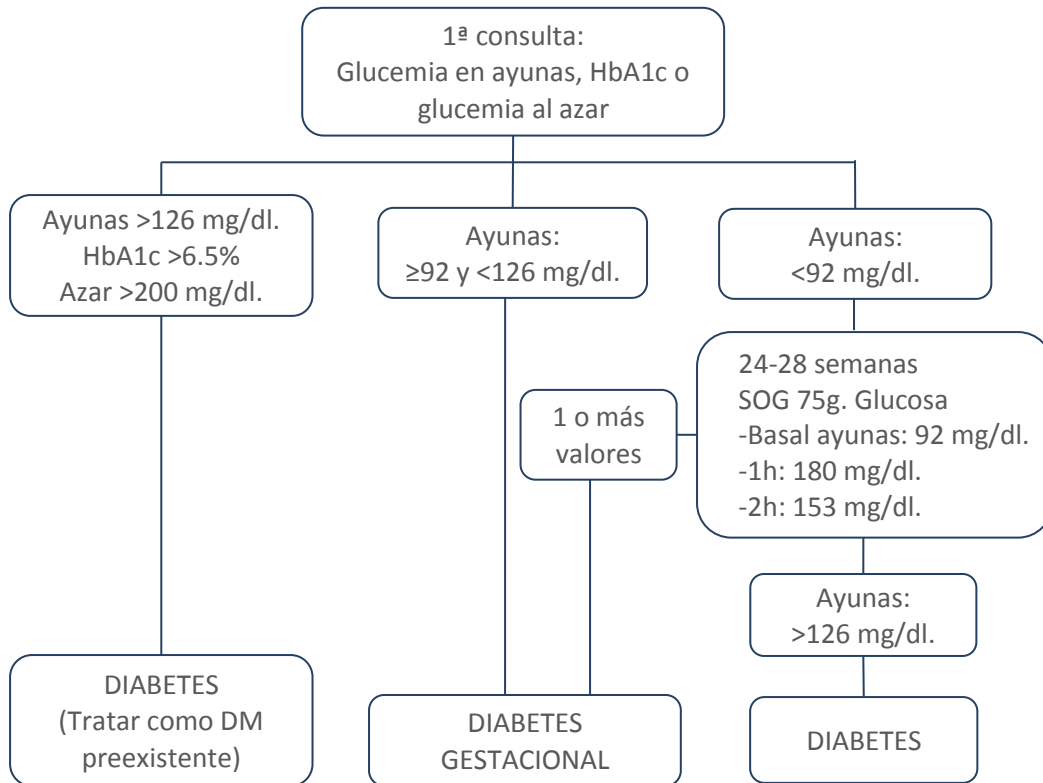 1ª consulta:
Glucemia en ayunas, HbA1c o
glucemia al azar
Ayunas >126 mg/dl.
HbA1c >6.5%
Azar >200 mg/dl.
Ayunas:
≥92 y <126 mg/dl.
Ayunas:
<92 mg/dl.
24-28 semanas
SOG 75g. Glucosa
-Basal ayunas: 92 mg/dl.
-1h: 180 mg/dl.
-2h: 153 mg/dl.
1 o más
valores
Ayunas:
>126 mg/dl.
DIABETES
(Tratar como DM
preexistente)
DIABETES
GESTACIONAL
DIABETES